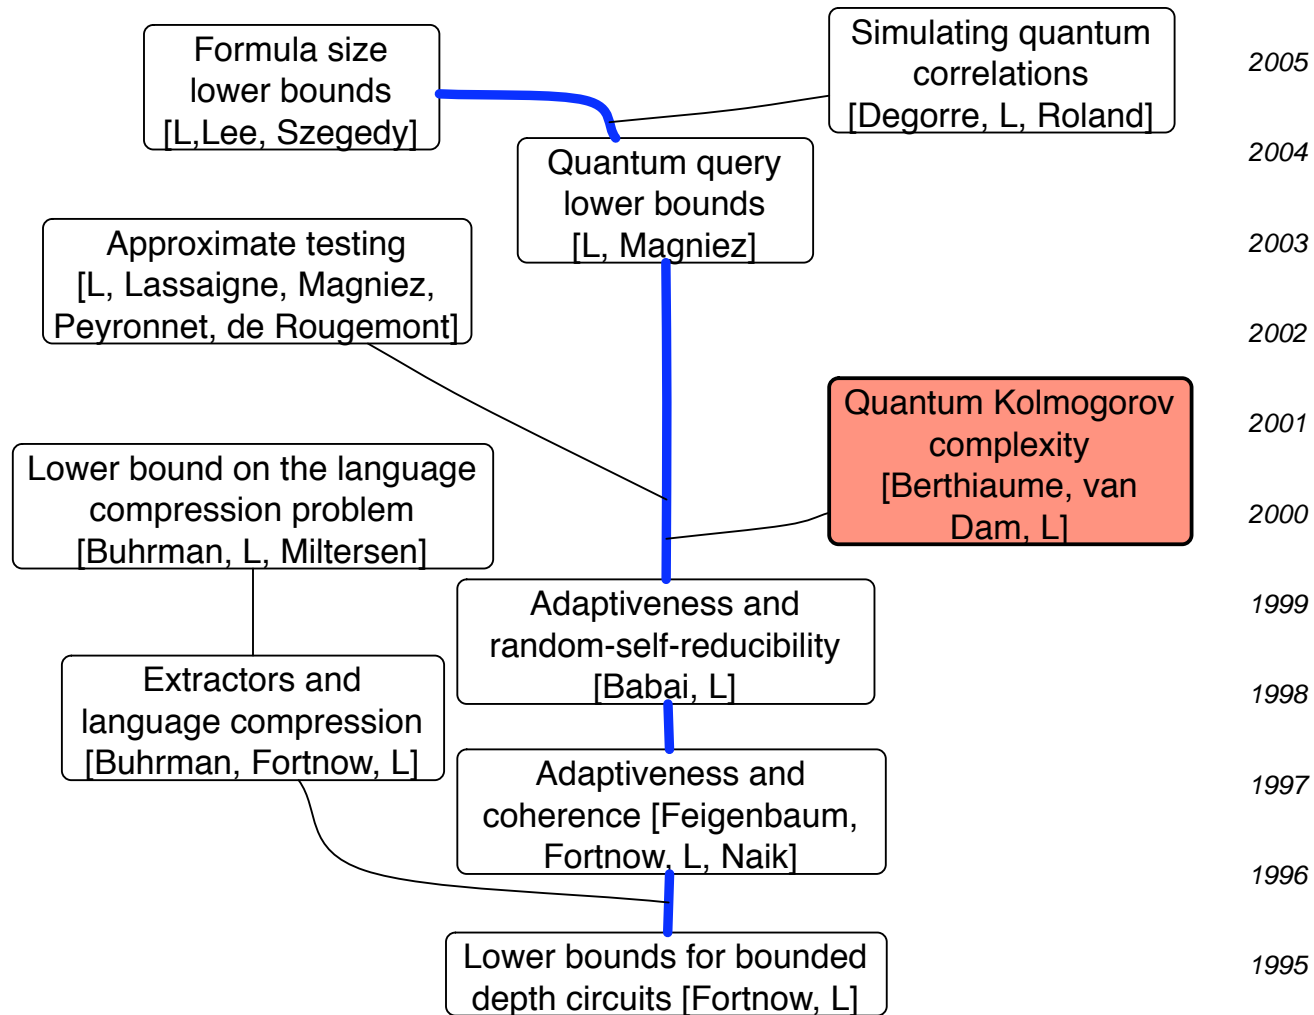 Formula size
lower bounds
[L,Lee, Szegedy]
Simulating quantum
correlations
[Degorre, L, Roland]
2005
2004
Quantum query
lower bounds
[L, Magniez]
Approximate testing
[L, Lassaigne, Magniez,
Peyronnet, de Rougemont]
2003
2002
Quantum Kolmogorov
complexity
[Berthiaume, van
Dam, L]
2001
Lower bound on the language
compression problem
[Buhrman, L, Miltersen]
2000
Adaptiveness and
random-self-reducibility
[Babai, L]
1999
Extractors and
language compression
[Buhrman, Fortnow, L]
1998
Adaptiveness and
coherence [Feigenbaum,
Fortnow, L, Naik]
1997
1996
Lower bounds for bounded
depth circuits [Fortnow, L]
1995